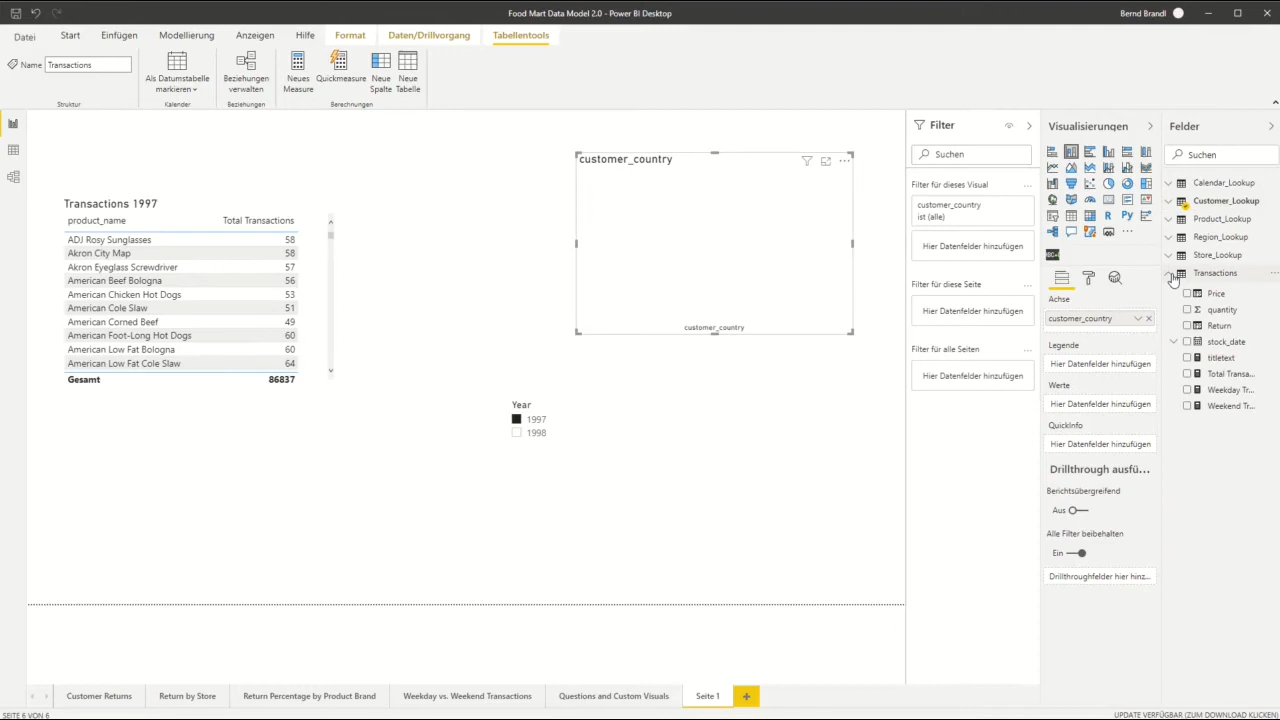 Food Mart Data Model 2.0 - Power BI Desktop
Bernd Brandl
Datei
Start
Einfügen
Modellierung
Anzeigen
Hilfe
Format
Daten/Drillvorgang
Tabellentools
Name
Transactions
Als Datumstabelle markieren
Beziehungen verwalten
Neues Measure
Quickmeasure
Neue Spalte
Neue Tabelle
Struktur
Kalender
Beziehungen
Berechnungen
Transactions 1997
product_name Total Transactions
ADJ Rosy Sunglasses 58
Akron City Map 58
Akron Eyeglass Screwdriver 57
American Beef Bologna 56
American Chicken Hot Dogs 53
American Cole Slaw 51
American Corned Beef 49
American Foot-Long Hot Dogs 60
American Low Fat Bologna 60
American Low Fat Cole Slaw 64
Gesamt 86837
customer_country
customer_country
Year
1997
1998
Filter
Suchen
Filter für dieses Visual ...
customer_country
ist (alle)
Hier Datenfelder hinzufügen
Filter für diese Seite ...
Hier Datenfelder hinzufügen
Filter für alle Seiten ...
Hier Datenfelder hinzufügen
Visualisierungen
R
Py
...
Achse
customer_country
Legende
Hier Datenfelder hinzufügen
Werte
Hier Datenfelder hinzufügen
QuickInfo
Hier Datenfelder hinzufügen
Drillthrough ausfü...
Berichtsübergreifend
Aus
Alle Filter beibehalten
Ein
Drillthroughfelder hier hinz...
Felder
Suchen
Calendar_Lookup
Customer_Lookup
Product_Lookup
Region_Lookup
Store_Lookup
Transactions ...
Price
quantity
Return
stock_date
titletext
Total Transa...
Weekday Tr...
Weekend Tr...
Customer Returns
Return by Store
Return Percentage by Product Brand
Weekday vs. Weekend Transactions
Questions and Custom Visuals
Seite 1
SEITE 6 VON 6
UPDATE VERFÜGBAR (ZUM DOWNLOAD KLICKEN)